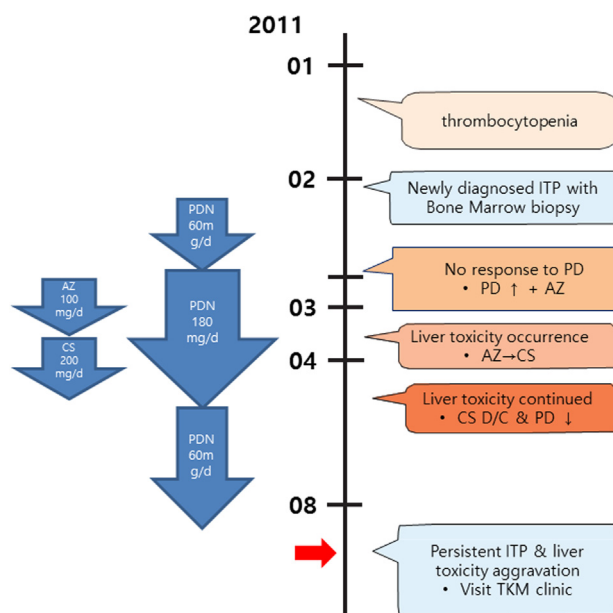 2011
01
thrombocytopenia
02
Newly diagnosed ITP with
Bone Marrow biopsy
PDN
60m
g/d
No response to PD
• PD ↑ + AZ
AZ
100
mg/d
PDN
180
mg/d
03
Liver toxicity occurrence
• AZ→CS
CS
200
mg/d
04
Liver toxicity continued
• CS D/C & PD ↓
PDN
60m
g/d
08
Persistent ITP & liver
toxicity aggravation
• Visit TKM clinic